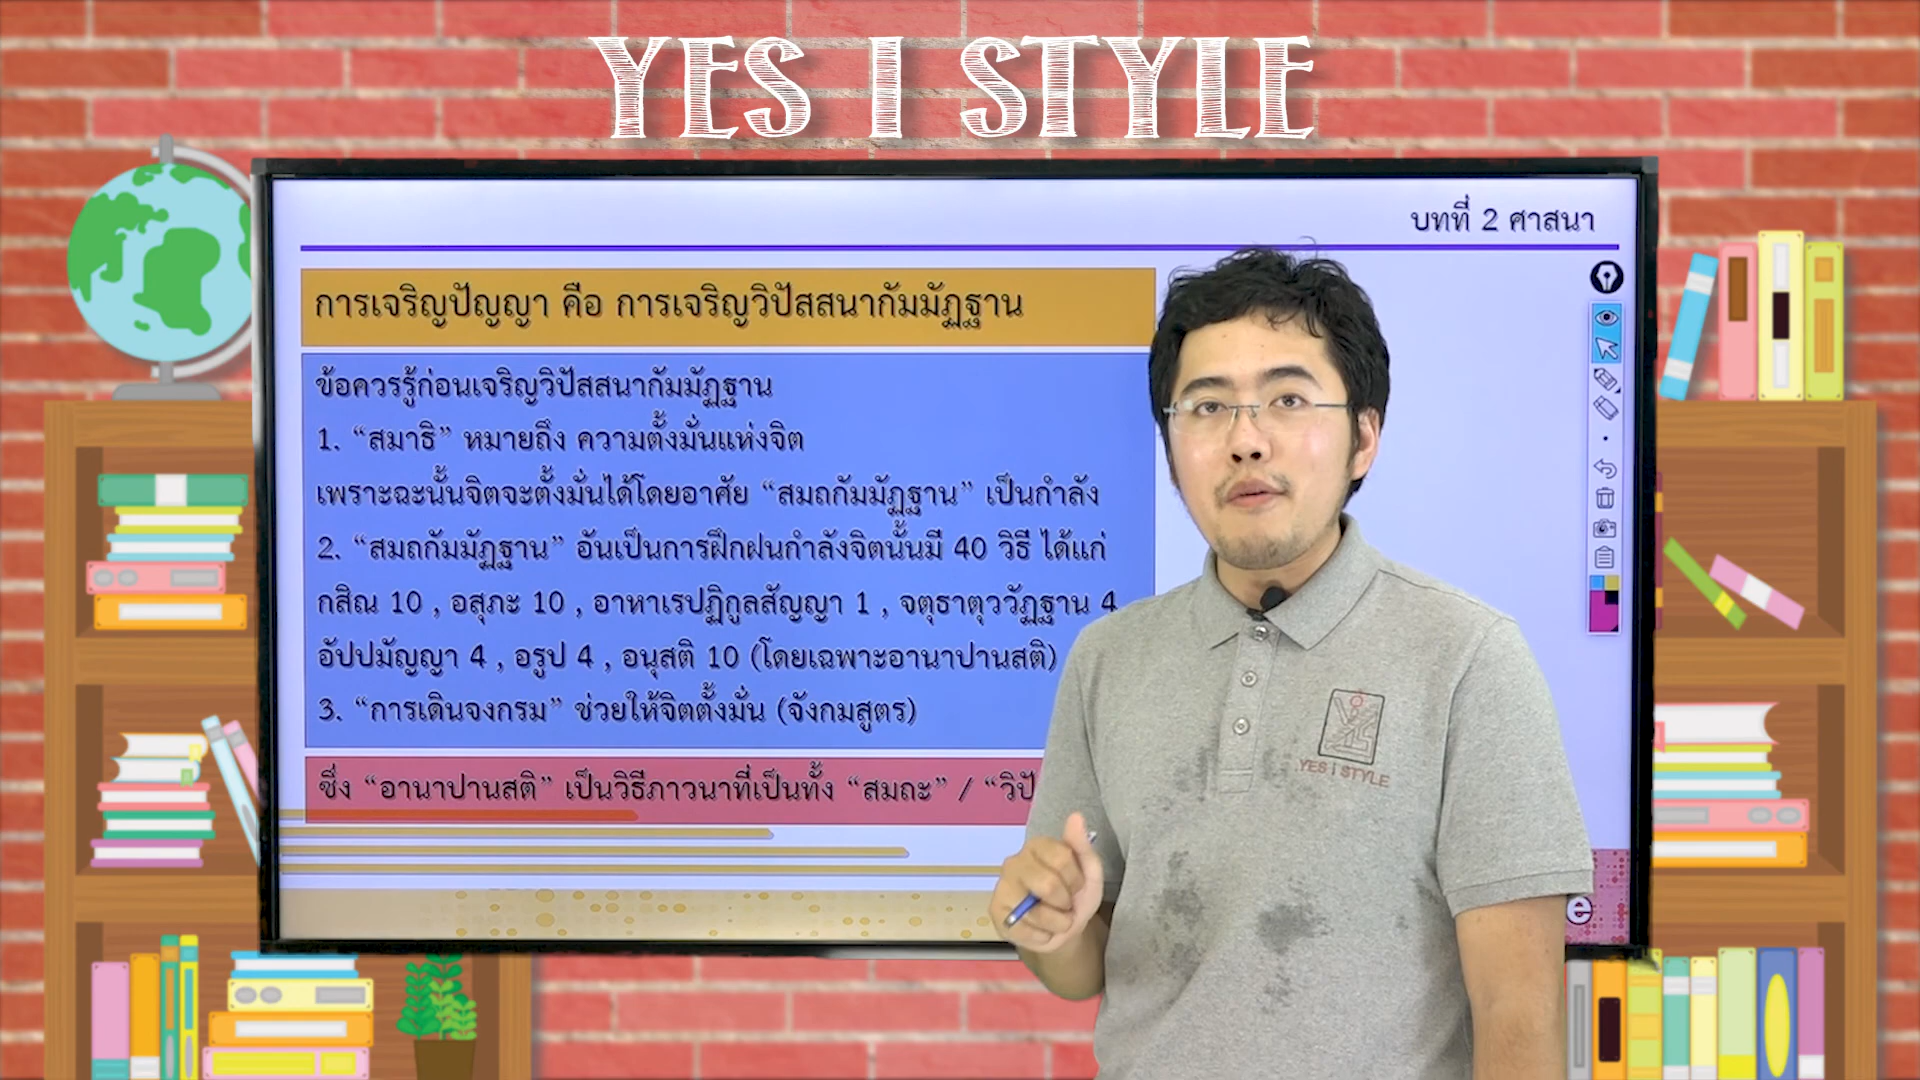 YES I STYLE
บทที่ 2 ศาสนา
การเจริญปัญญา คือ การเจริญวิปัสสนากัมมัฏฐาน
ข้อควรรู้ก่อนเจริญวิปัสสนากัมมัฏฐาน
1. “สมาธิ” หมายถึง ความตั้งมั่นแห่งจิต
เพราะฉะนั้นจิตจะตั้งมั่นได้โดยอาศัย “สมถกัมมัฏฐาน” เป็นกำลัง
2. “สมถกัมมัฏฐาน” อันเป็นการฝึกฝนกำลังจิตนั้นมี 40 วิธี ได้แก่
กสิณ 10 , อสุภะ 10 , อาหาเรปฏิกูลสัญญา 1 , จตุธาตุววัฏฐาน 4
อัปปมัญญา 4 , อรูป 4 , อนุสติ 10 (โดยเฉพาะอานาปานสติ)
3. “การเดินจงกรม” ช่วยให้จิตตั้งมั่น (จังกมสูตร)
ซึ่ง “อานาปานสติ” เป็นวิธีภาวนาที่เป็นทั้ง “สมถะ” / “วิปั
YES i STYLE
e